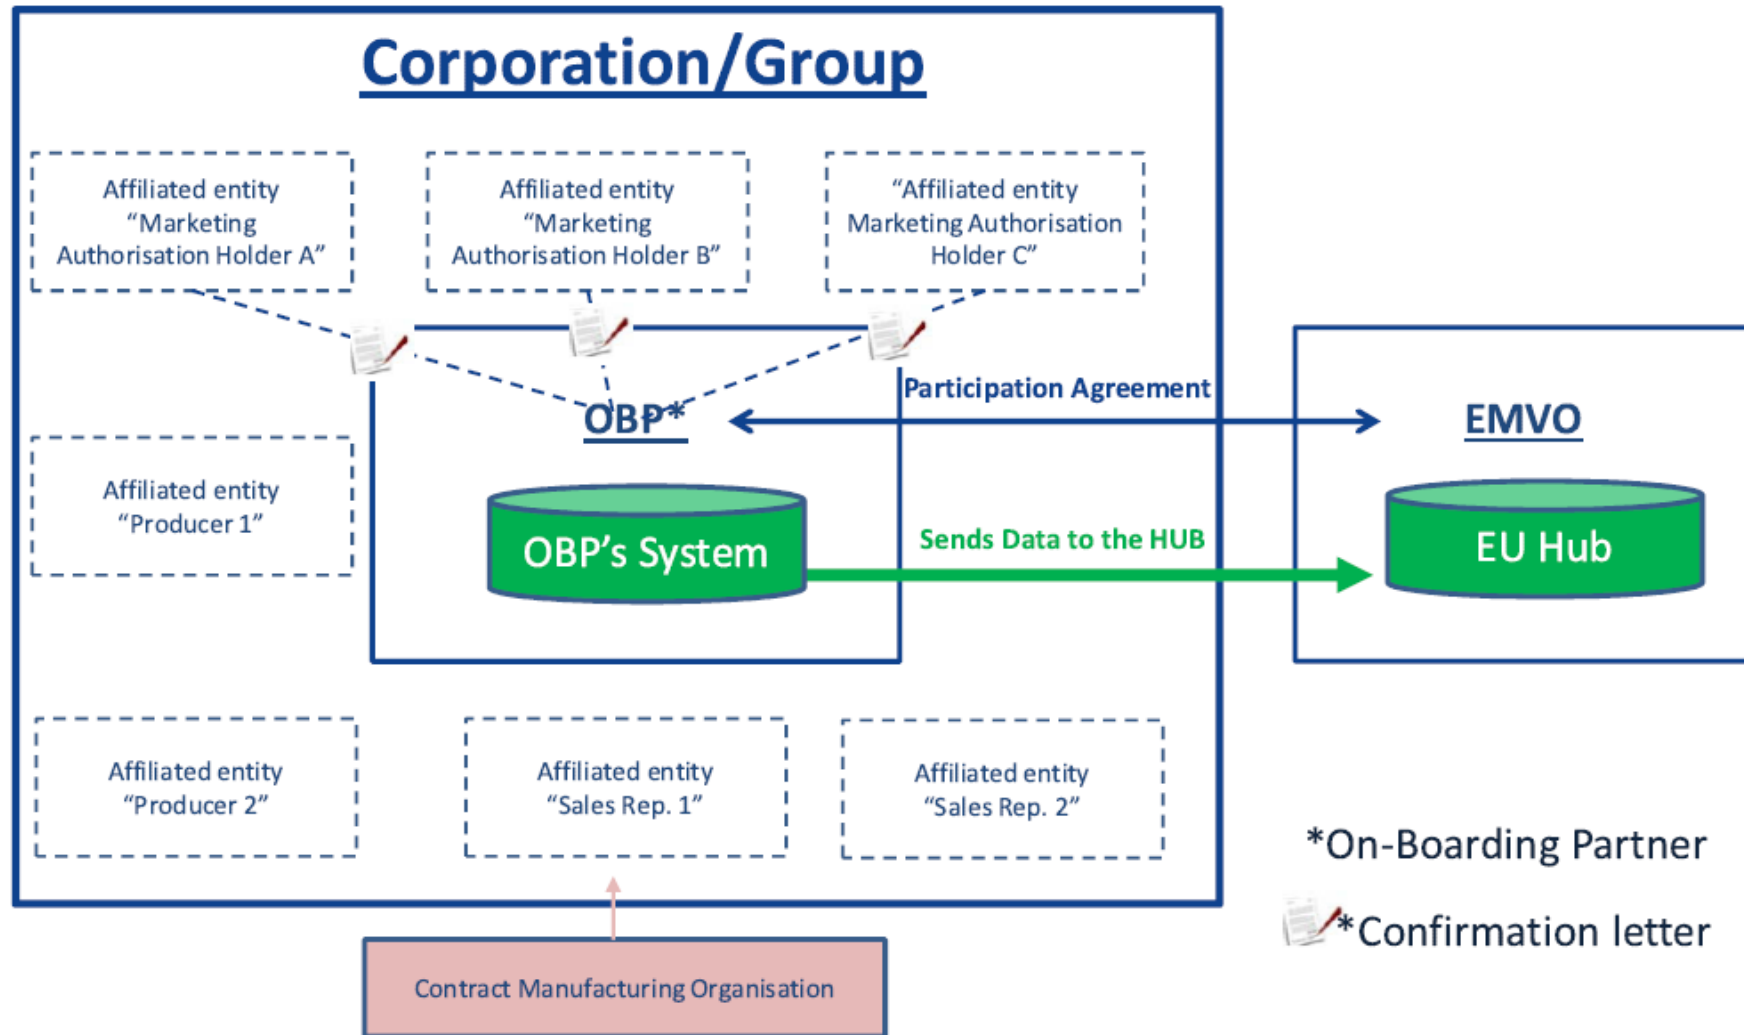 Corporation/Group
Affiliated entity
“Marketing
Authorisation Holder A”
Affiliated entity
“Marketing
Authorisation Holder B”
“Affiliated entity
Marketing Authorisation
Holder C”
Participation Agreement
OBP*
EMVO
Affiliated entity
“Producer 1”
OBP’s System
Sends Data to the HUB
EU Hub
Affiliated entity
“Producer 2”
Affiliated entity
“Sales Rep. 1”
Affiliated entity
“Sales Rep. 2”
*On-Boarding Partner
*Confirmation letter
Contract Manufacturing Organisation